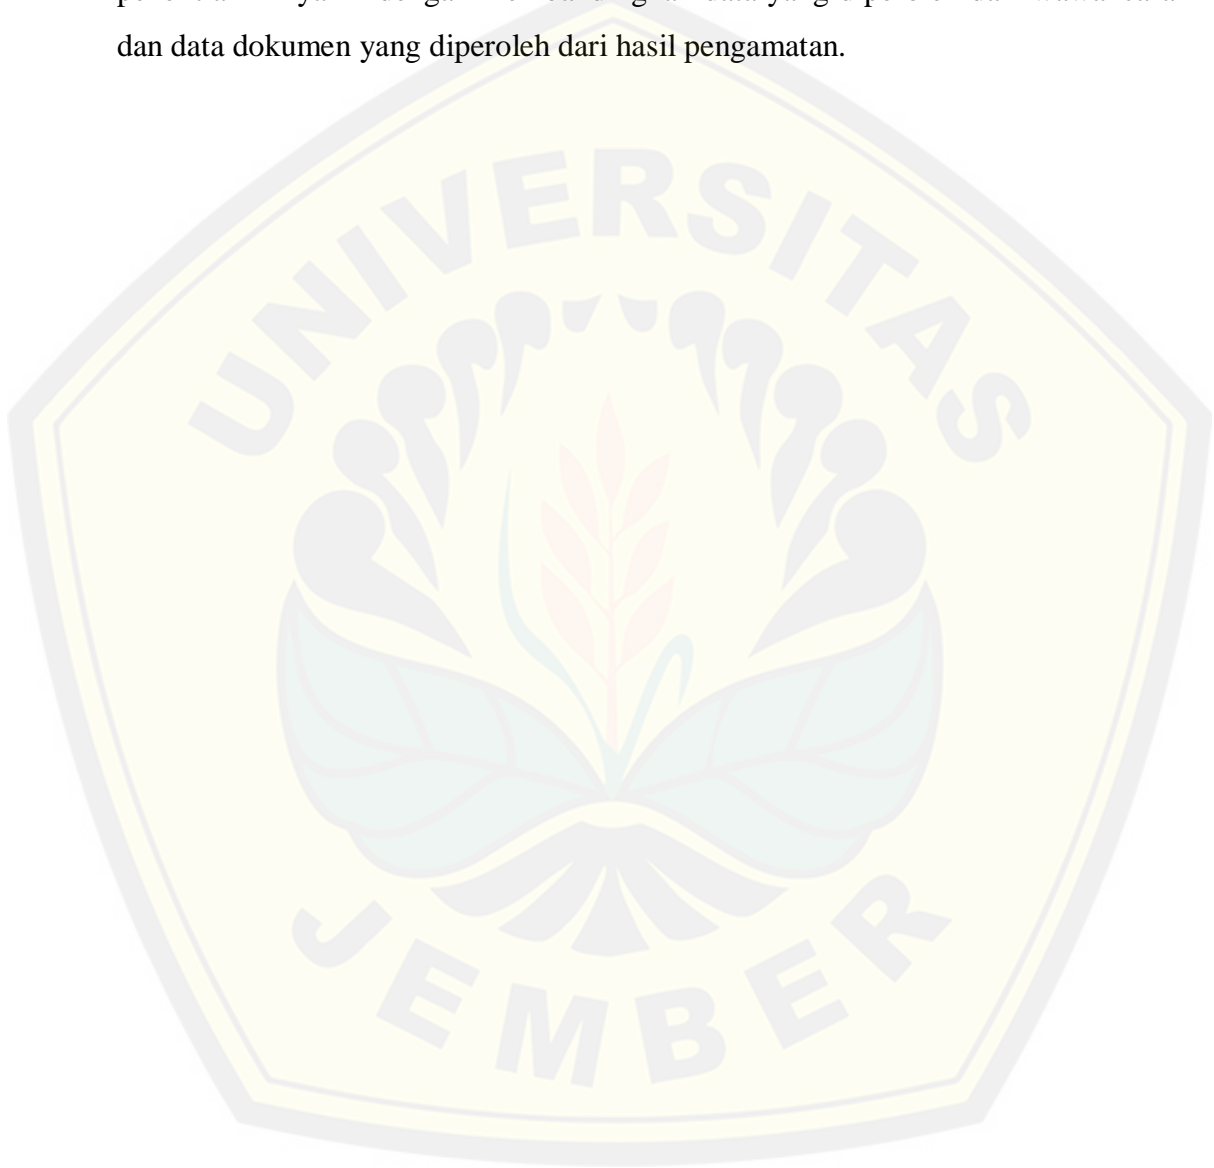 dan data dokumen yang diperoleh dari hasil pengamatan.
UNIVERSITAS
JEMBER